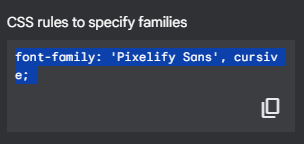 CSS rules to specify families
font-family: 'Pixelify Sans', cursiv
e;